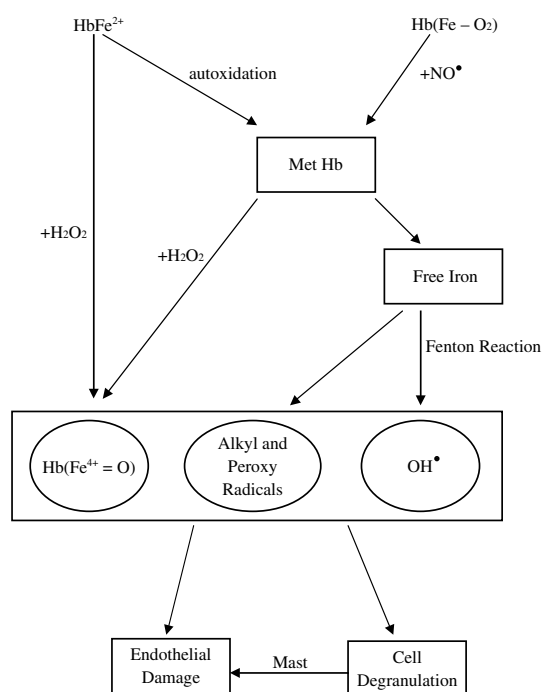 HbFe²⁺
Hb(Fe – O₂)
autoxidation
+NO•
Met Hb
+H₂O₂
+H₂O₂
Free Iron
Fenton Reaction
Hb(Fe⁴⁺ = O)
Alkyl and
Peroxy
Radicals
OH•
Endothelial
Damage
Mast
Cell
Degranulation